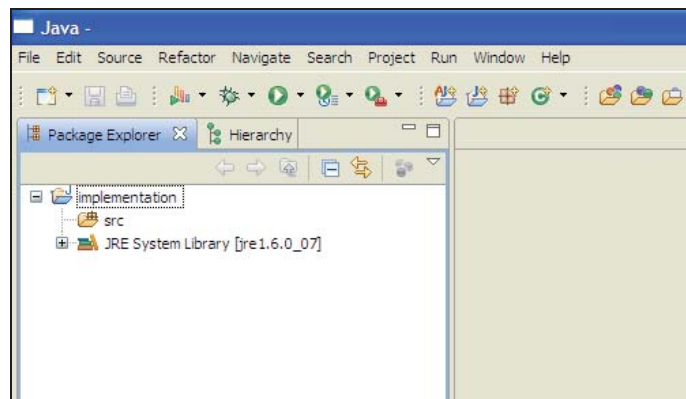 Java -
File Edit Source Refactor Navigate Search Project Run Window Help
Package Explorer Hierarchy
implementation
src
JRE System Library [jre1.6.0_07]